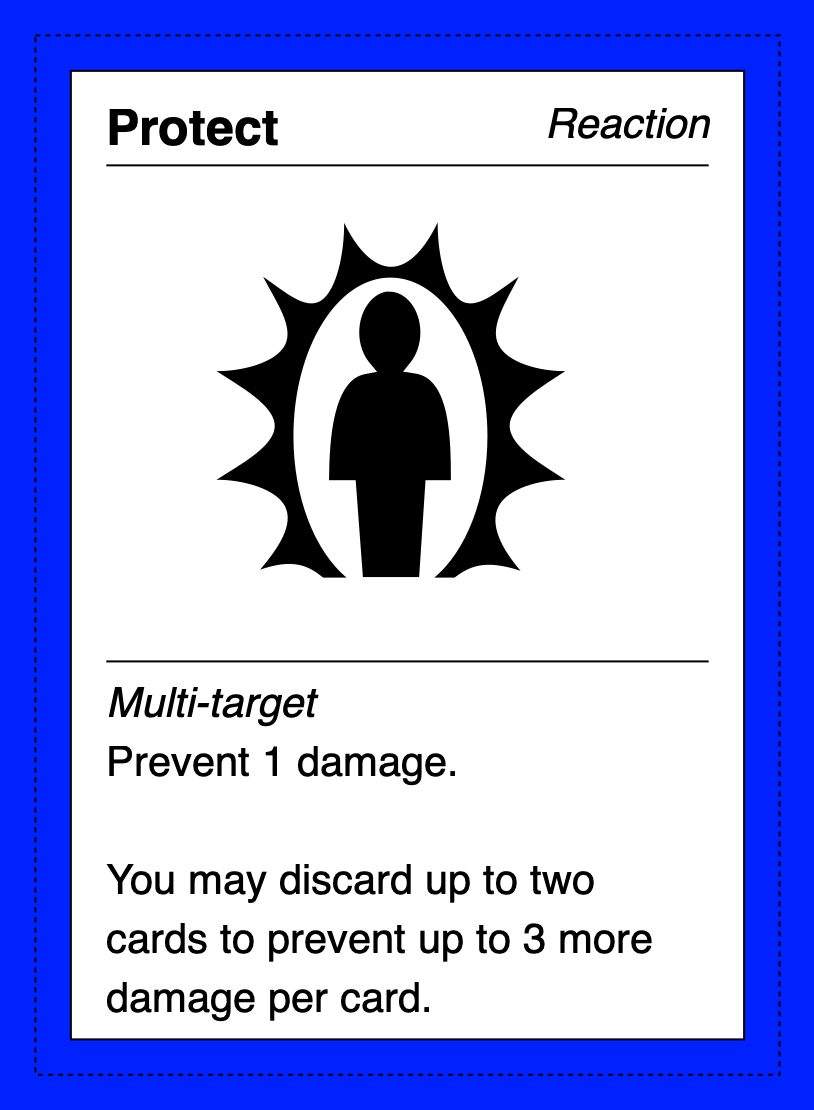 Protect
Reaction
Multi-target
Prevent 1 damage.
You may discard up to two
cards to prevent up to 3 more
damage per card.